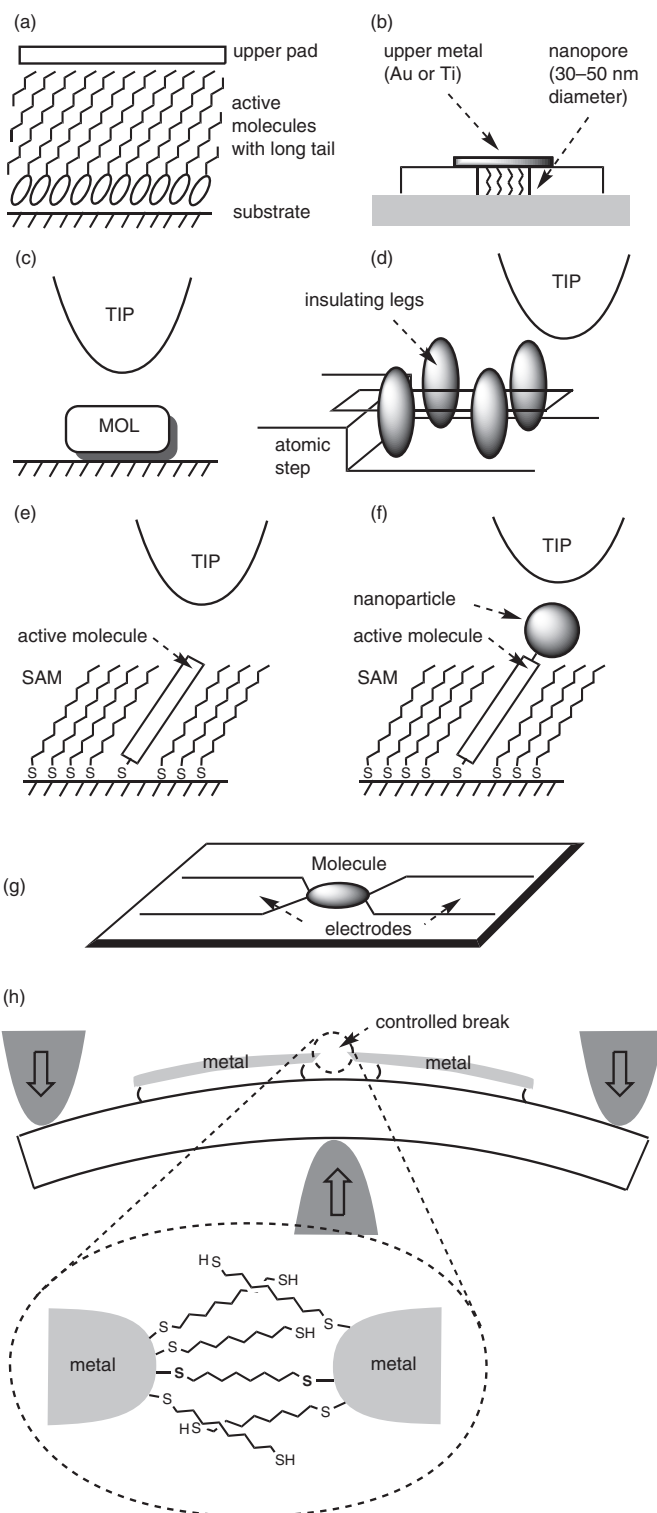 (a)
upper pad
active
molecules
with long tail
substrate
(b)
upper metal
(Au or Ti)
nanopore
(30–50 nm
diameter)
(c)
TIP
MOL
(d)
TIP
insulating legs
atomic
step
(e)
TIP
active molecule
SAM
S S S S S S S S
(f)
TIP
nanoparticle
active molecule
SAM
S S S S S S S S
(g)
Molecule
electrodes
(h)
controlled break
metal
metal
HS
SH
S
S
S
SH
metal
metal
S
S
S
S
HS
SH